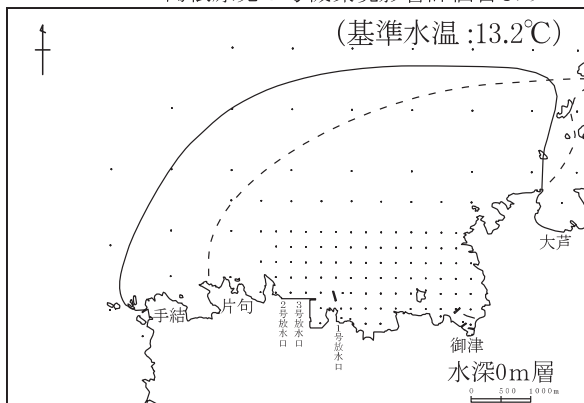 (基準水温:13.2℃)
大芦
手結
片句
2号放水口
3号放水口
1号放水口
御津
水深0m層
0 500 1000m